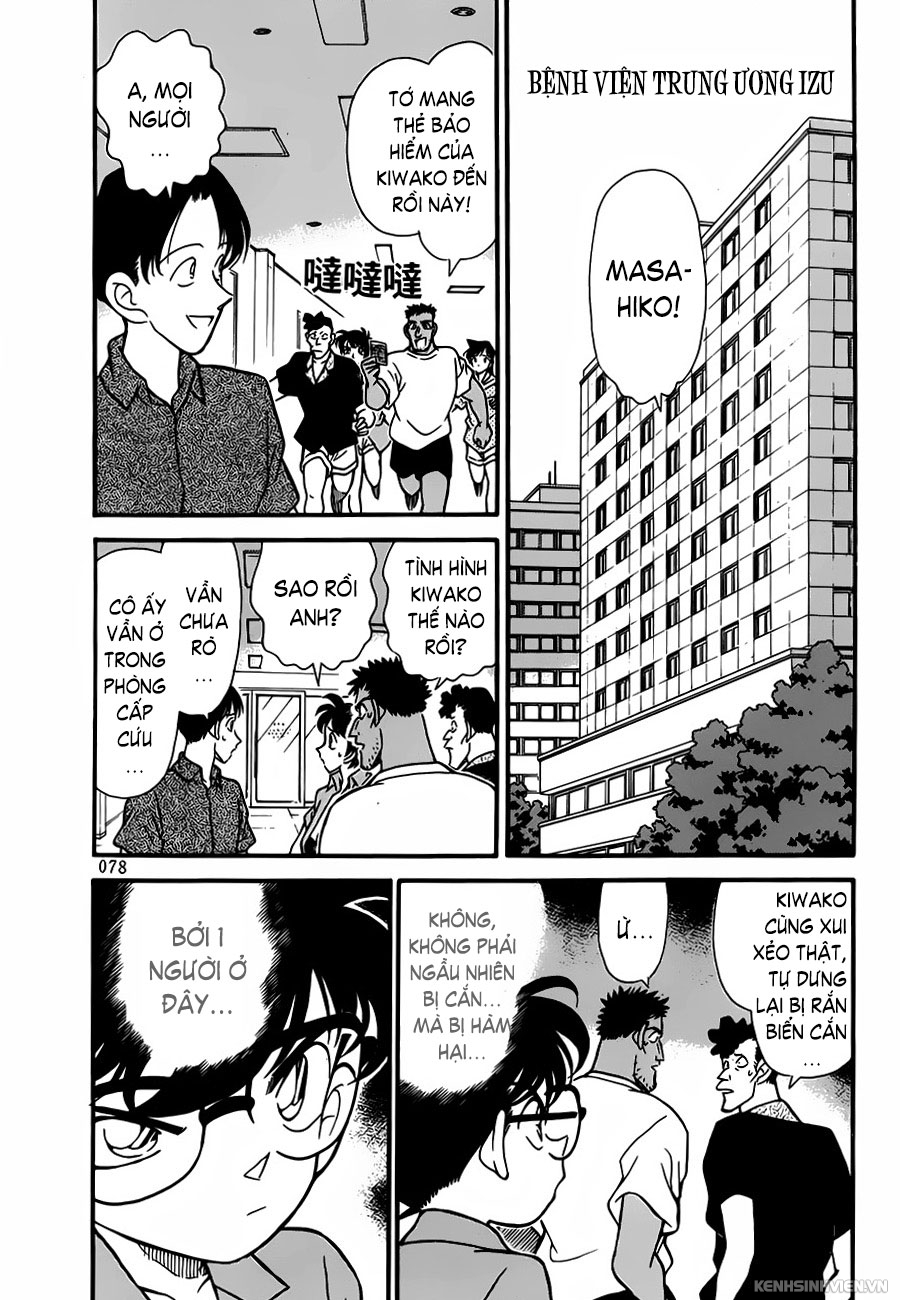 BỆNH VIỆN TRUNG ƯƠNG IZU
MASA-
HIKO!
TỚ MANG
THẺ BẢO
HIỂM CỦA
KIWAKO ĐẾN
RỒI NÀY!
A, MỌI
NGƯỜI
...
噠噠噠
TÌNH HÌNH
KIWAKO
THẾ NÀO
RỒI?
SAO RỒI
ANH?
VẪN
CHƯA
RÕ
...
CÔ ẤY
VẪN Ở
TRONG
PHÒNG
CẤP
CỨU
078
KIWAKO
CŨNG XUI
XẺO THẬT,
TỰ DƯNG
LẠI BỊ RẮN
BIỂN CẮN
...
Ừ...
KHÔNG,
KHÔNG PHẢI
NGẪU NHIÊN
BỊ CẮN...
MÀ BỊ HÀM
HẠI...
BỞI 1
NGƯỜI Ở
ĐÂY...
KENHSINHVIEN.VN